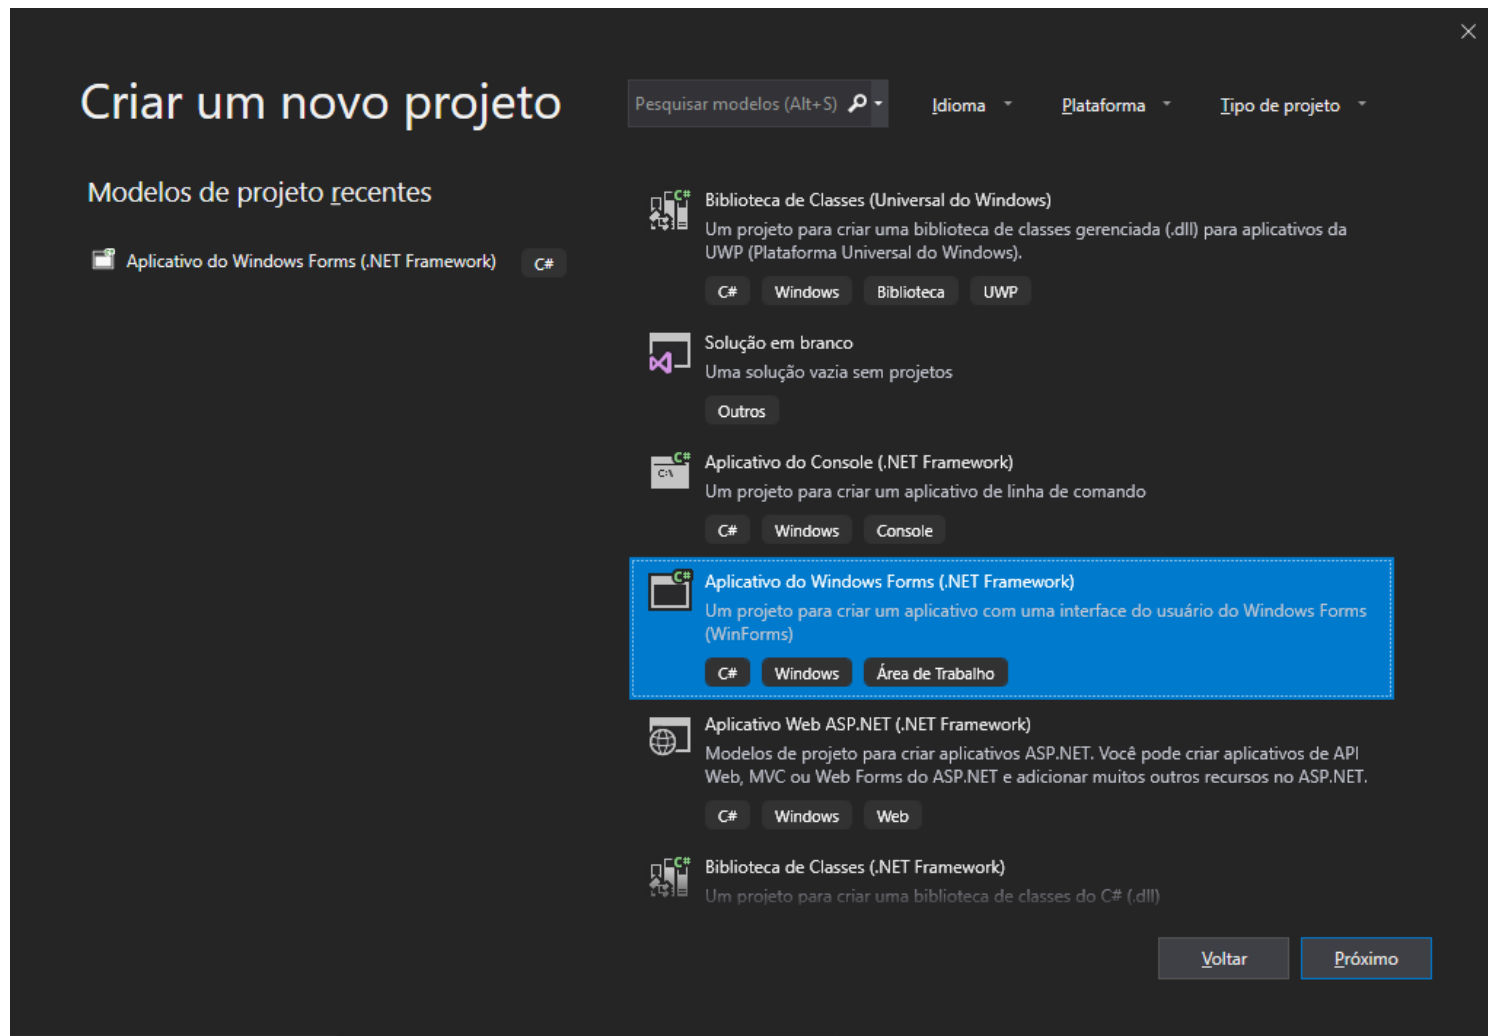 Criar um novo projeto
Pesquisar modelos (Alt+S)
Idioma
Plataforma
Tipo de projeto
Modelos de projeto recentes
Aplicativo do Windows Forms (.NET Framework) C#
C#
Biblioteca de Classes (Universal do Windows)
Um projeto para criar uma biblioteca de classes gerenciada (.dll) para aplicativos da
UWP (Plataforma Universal do Windows).
C# Windows Biblioteca UWP
Solução em branco
Uma solução vazia sem projetos
Outros
C#
C:\
Aplicativo do Console (.NET Framework)
Um projeto para criar um aplicativo de linha de comando
C# Windows Console
C#
Aplicativo do Windows Forms (.NET Framework)
Um projeto para criar um aplicativo com uma interface do usuário do Windows Forms
(WinForms)
C# Windows Área de Trabalho
Aplicativo Web ASP.NET (.NET Framework)
Modelos de projeto para criar aplicativos ASP.NET. Você pode criar aplicativos de API
Web, MVC ou Web Forms do ASP.NET e adicionar muitos outros recursos no ASP.NET.
C# Windows Web
C#
Biblioteca de Classes (.NET Framework)
Um projeto para criar uma biblioteca de classes do C# (.dll)
Voltar
Próximo